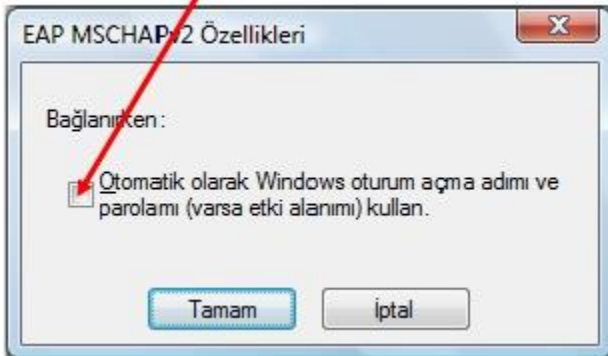 EAP MSCHAPv2 Özellikleri
Bağlanırken:
Otomatik olarak Windows oturum açma adımı ve
parolamı (varsa etki alanımı) kullan.
Tamam
İptal